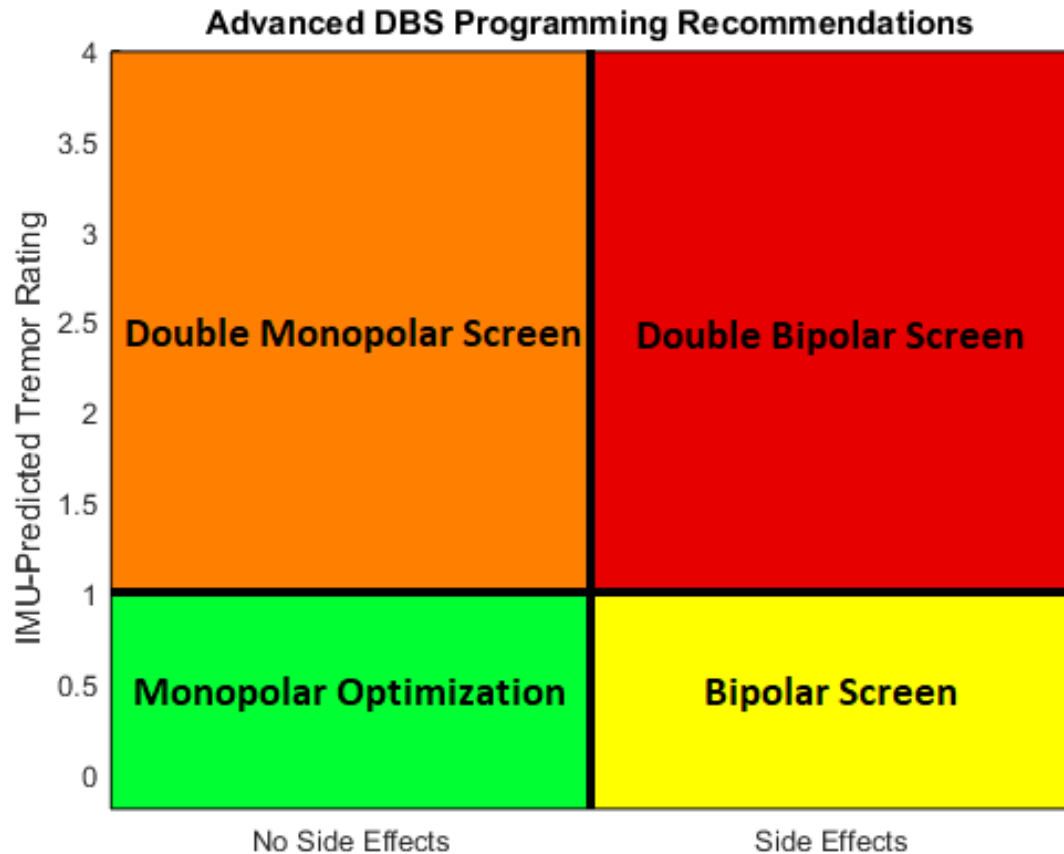 Advanced DBS Programming Recommendations
4
3.5
3
2.5
2
1.5
1
0.5
0
IMU-Predicted Tremor Rating
Double Monopolar Screen
Double Bipolar Screen
Monopolar Optimization
Bipolar Screen
No Side Effects
Side Effects